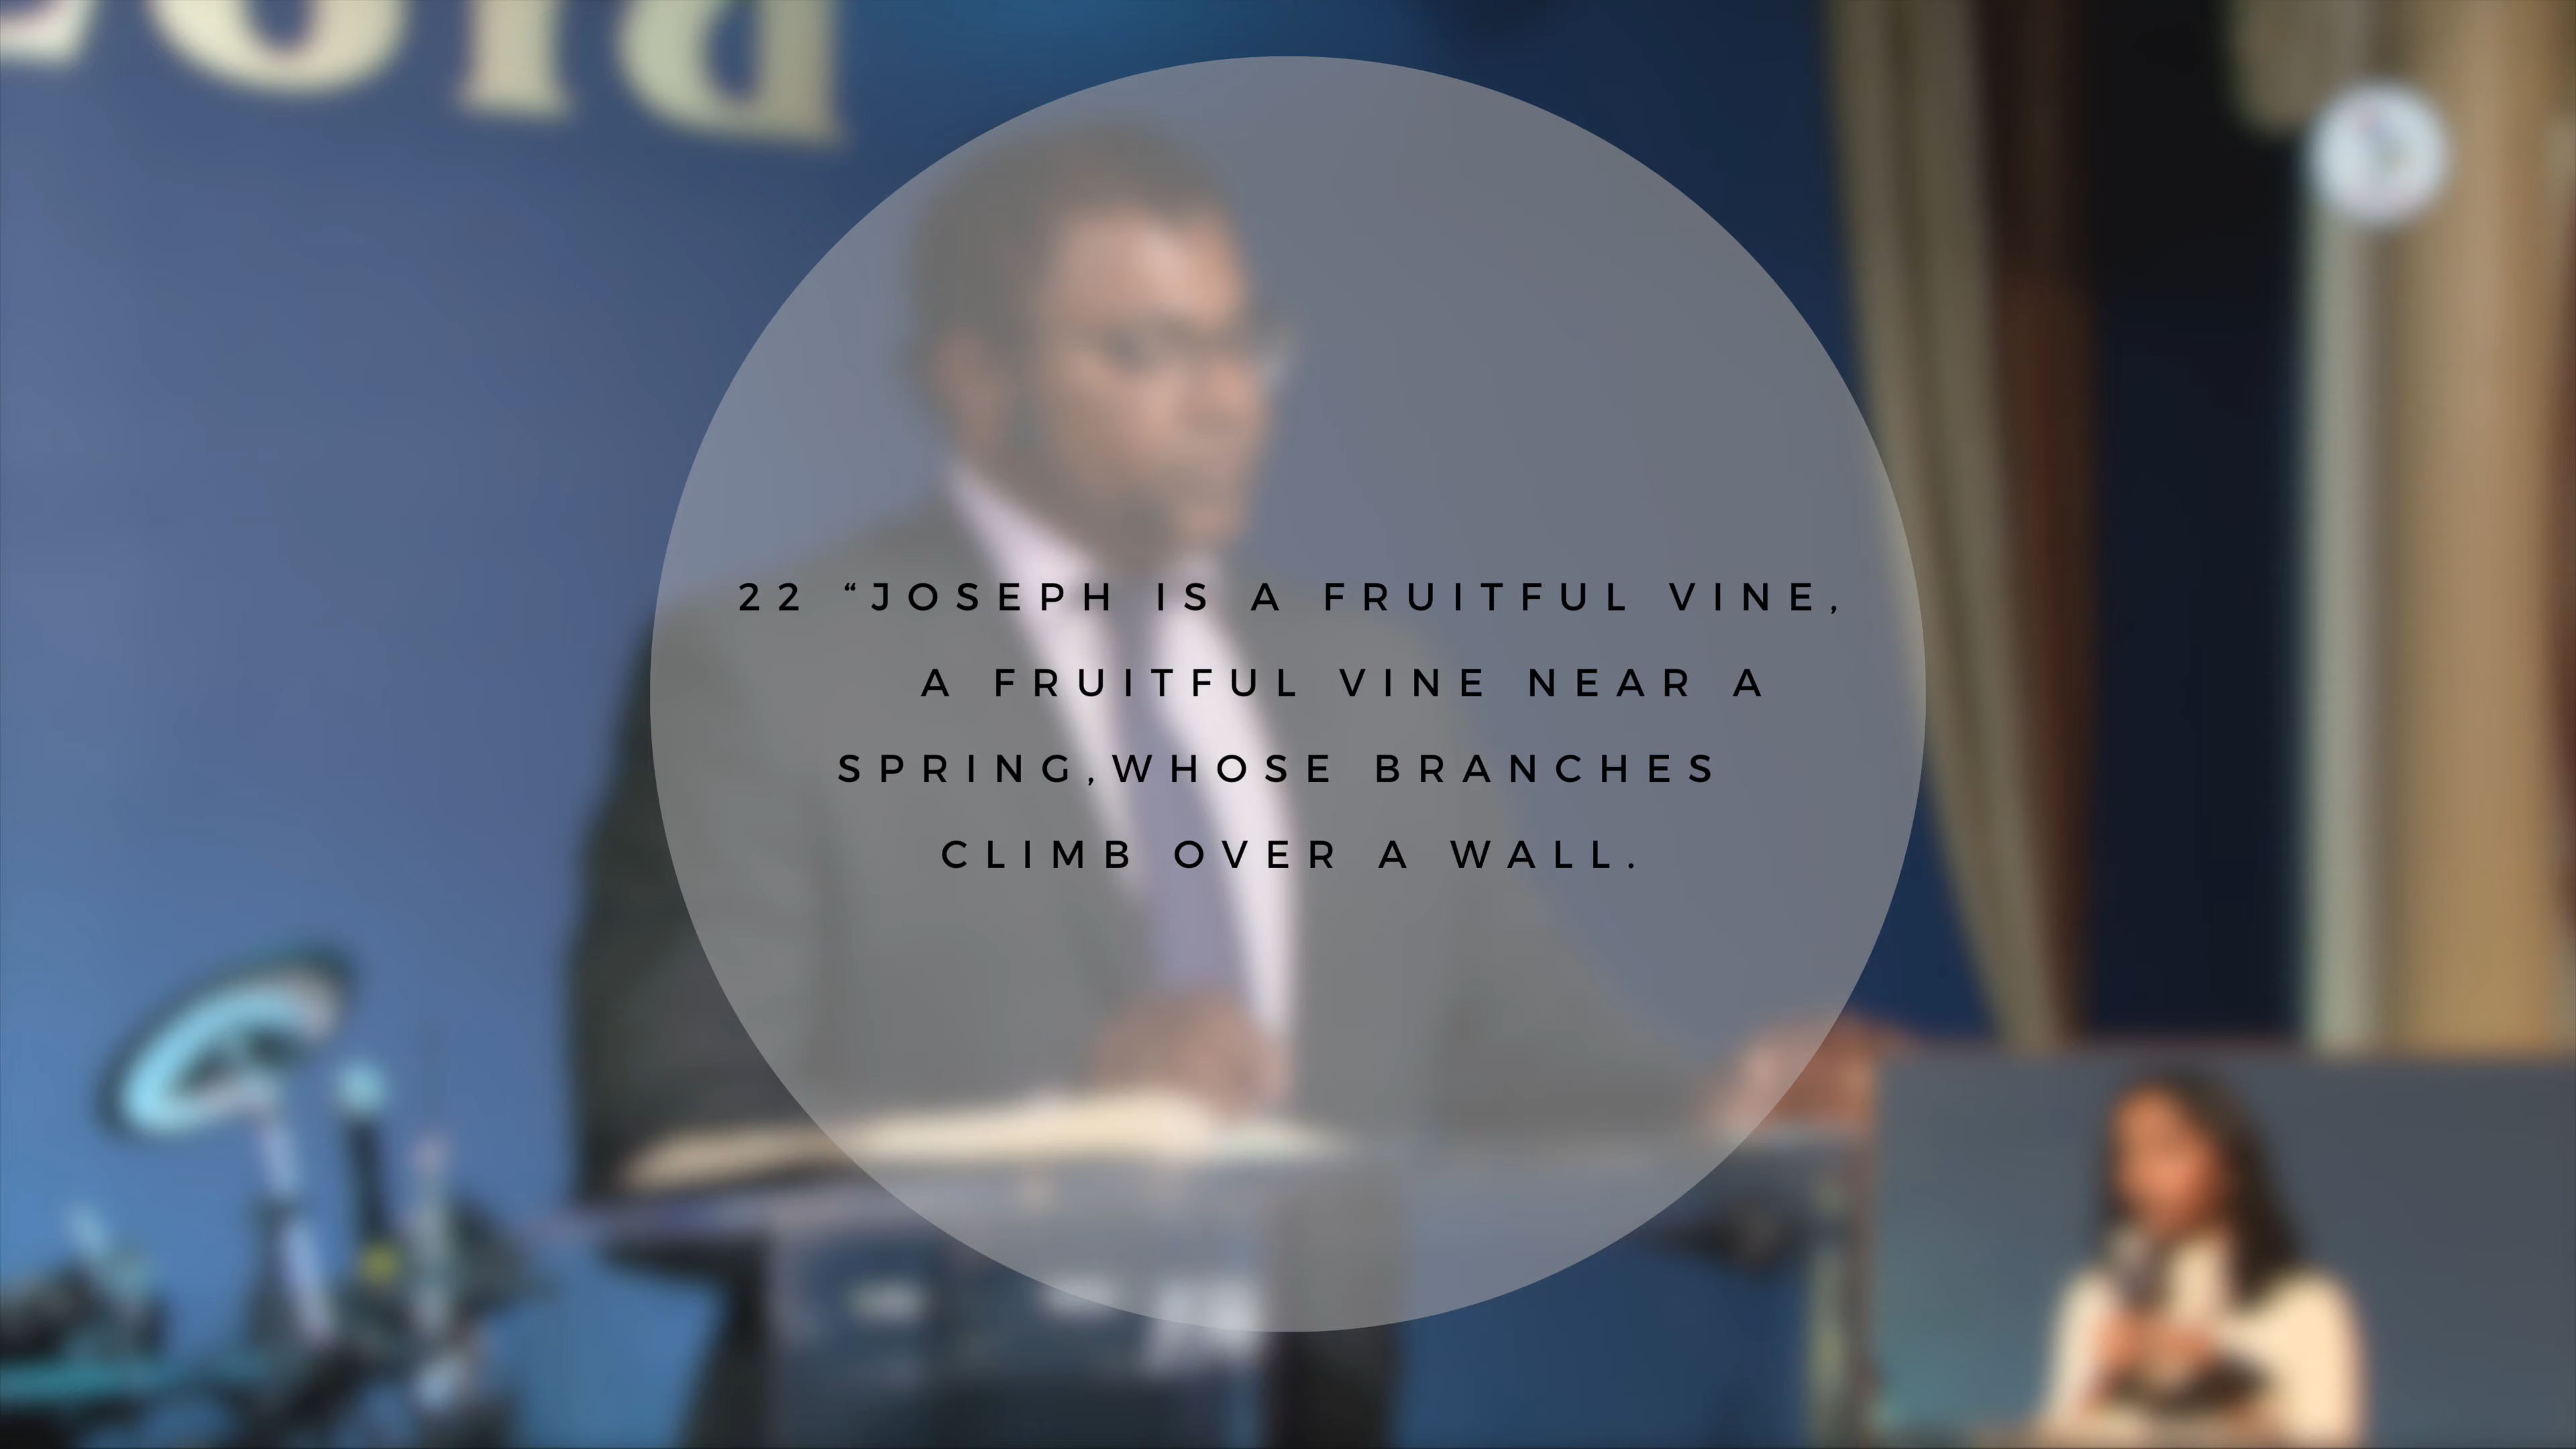 22 “JOSEPH IS A FRUITFUL VINE,
A FRUITFUL VINE NEAR A
SPRING,WHOSE BRANCHES
CLIMB OVER A WALL.